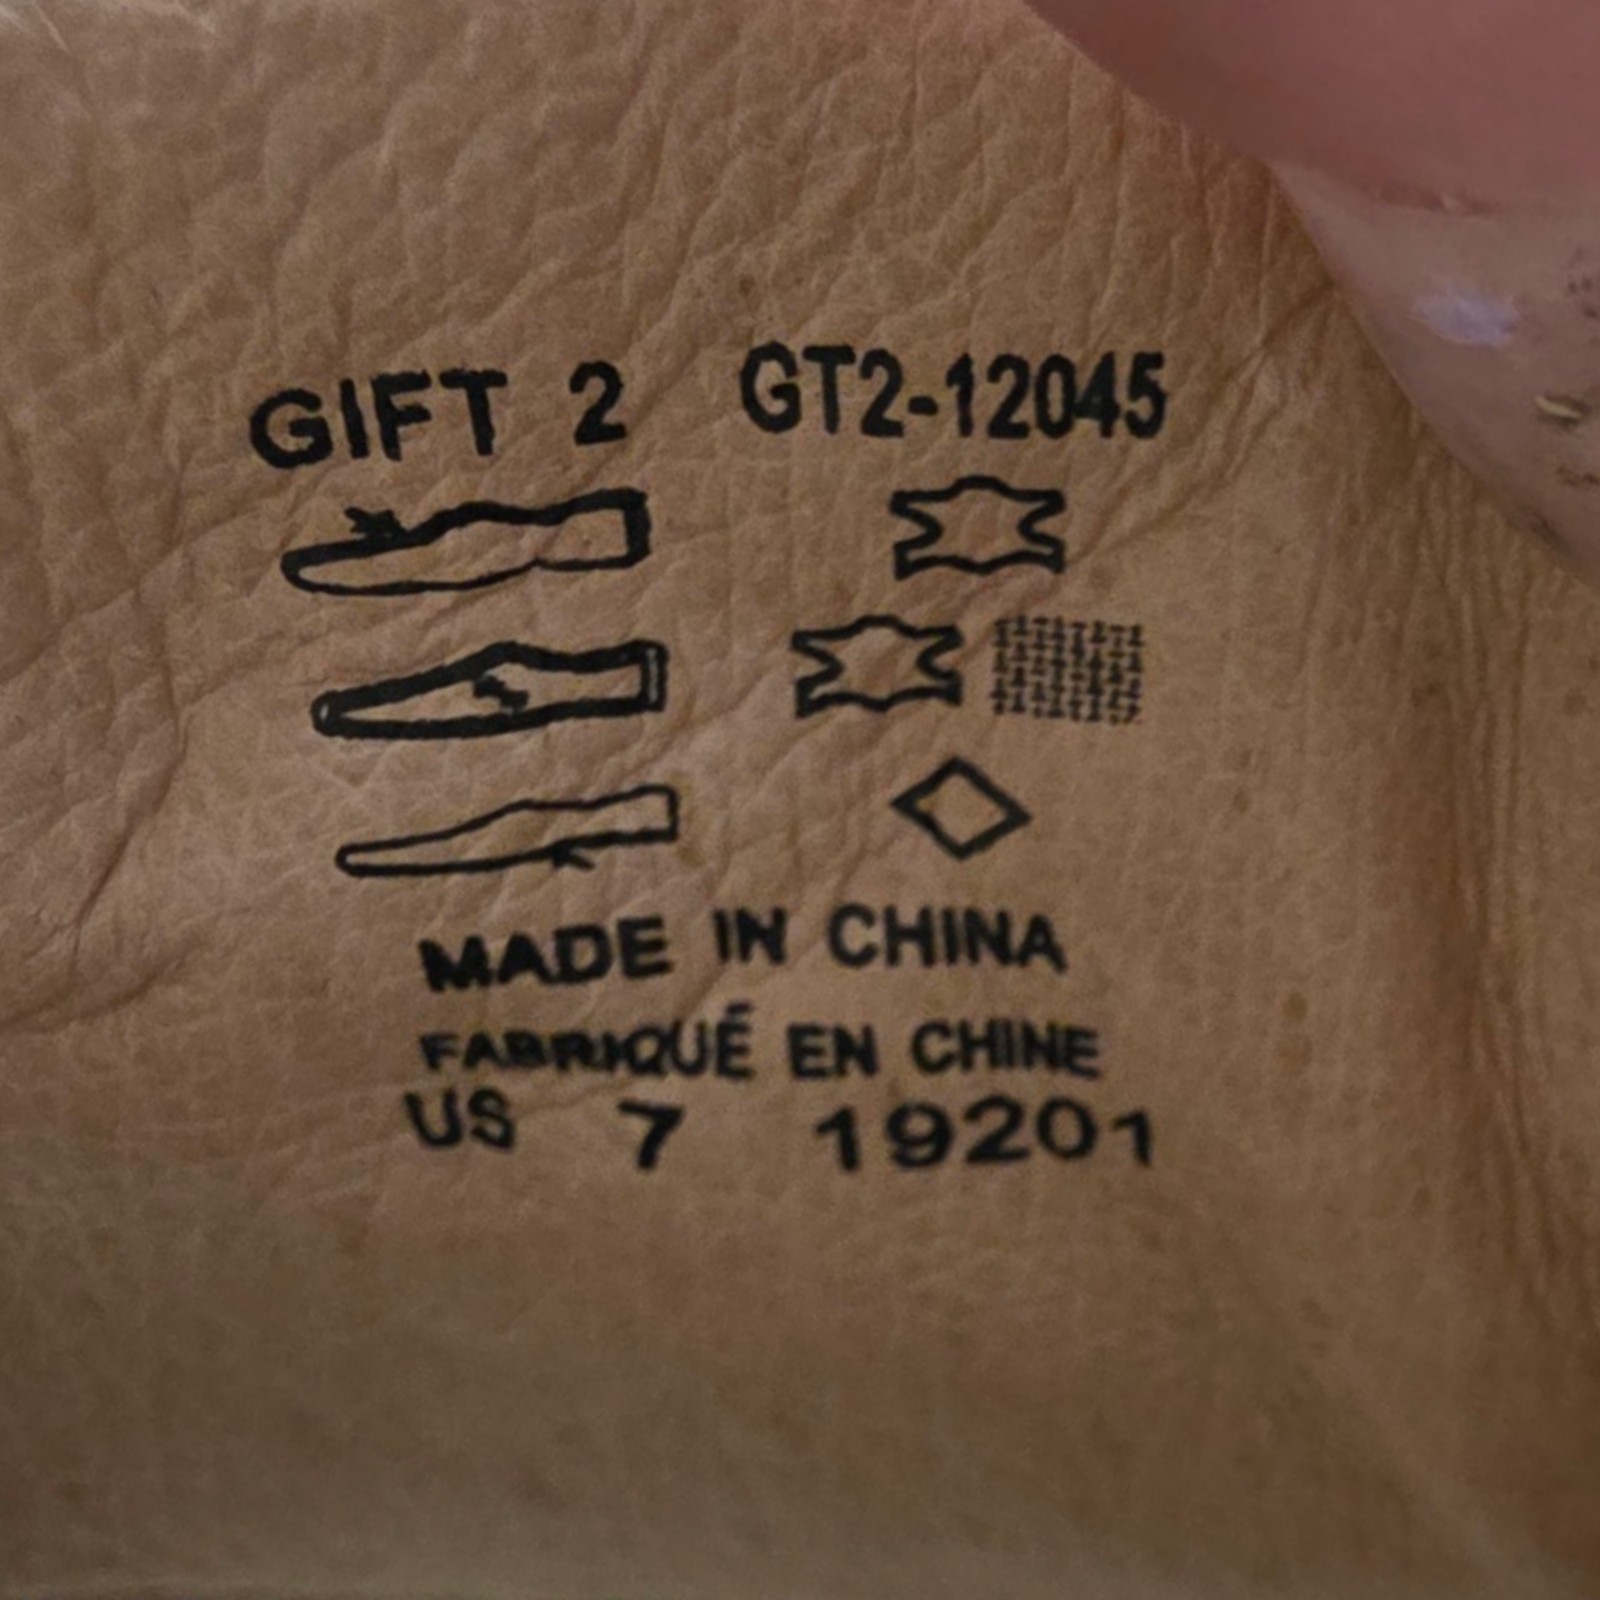 GIFT 2 GT2-12045
MADE IN CHINA
FABRIQUÉ EN CHINE
US 7 19201